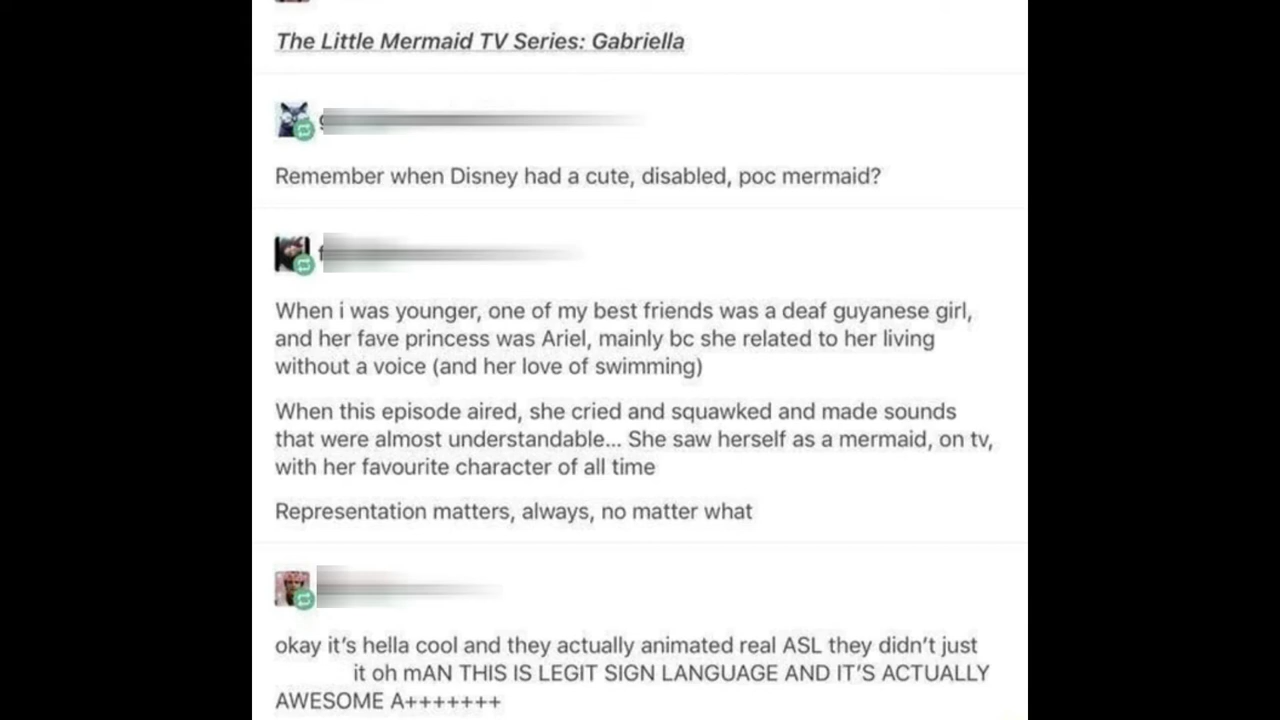 The Little Mermaid TV Series: Gabriella
Remember when Disney had a cute, disabled, poc mermaid?
When i was younger, one of my best friends was a deaf guyanese girl,
and her fave princess was Ariel, mainly bc she related to her living
without a voice (and her love of swimming)
When this episode aired, she cried and squawked and made sounds
that were almost understandable... She saw herself as a mermaid, on tv,
with her favourite character of all time
Representation matters, always, no matter what
okay it's hella cool and they actually animated real ASL they didn't just
it oh mAN THIS IS LEGIT SIGN LANGUAGE AND IT'S ACTUALLY
AWESOME A+++++++